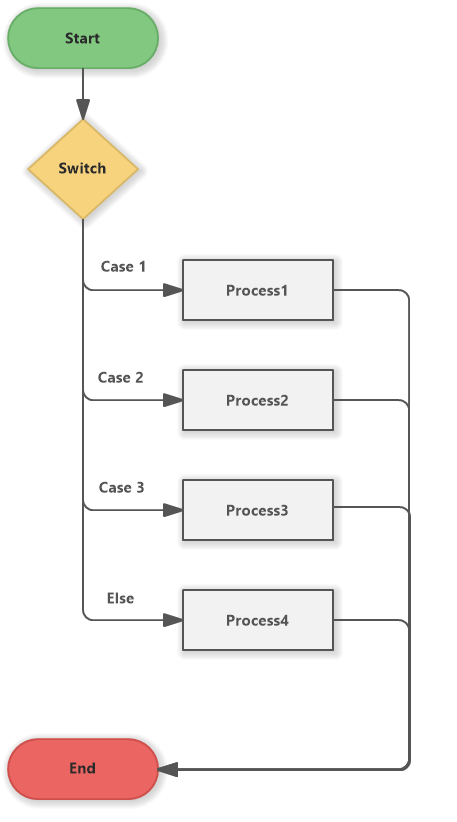 Start
Switch
Case 1
Process1
Case 2
Process2
Case 3
Process3
Else
Process4
End